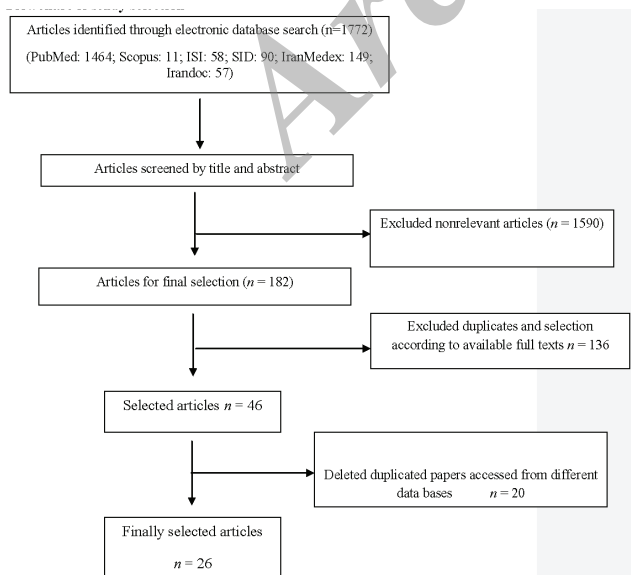 Articles identified through electronic database search (n=1772)
(PubMed: 1464; Scopus: 11; ISI: 58; SID: 90; IranMedex: 149;
Irandoc: 57)
Articles screened by title and abstract
Excluded nonrelevant articles (n = 1590)
Articles for final selection (n = 182)
Excluded duplicates and selection
according to available full texts n = 136
Selected articles n = 46
Deleted duplicated papers accessed from different
data bases n = 20
Finally selected articles
n = 26